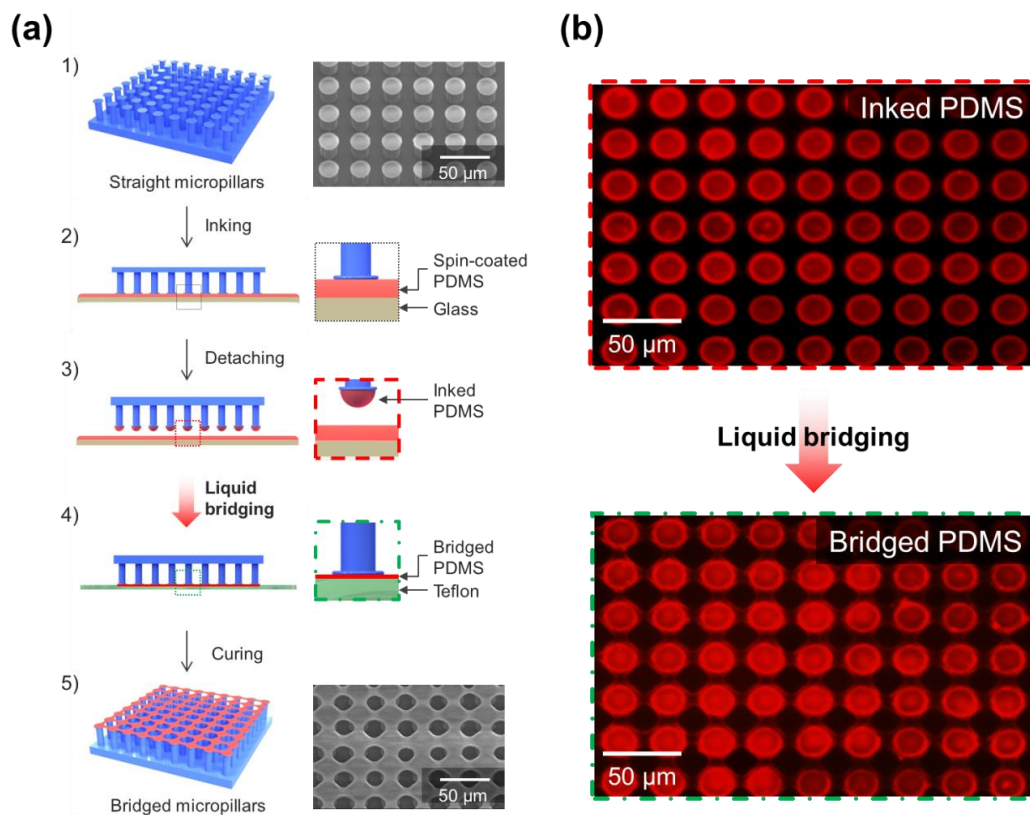 (a)
1)
50 µm
Straight micropillars
Inking
2)
Spin-coated
PDMS
Glass
Detaching
3)
Inked
PDMS
Liquid
bridging
4)
Bridged
PDMS
Teflon
Curing
5)
50 µm
Bridged micropillars
(b)
Inked PDMS
50 µm
Liquid bridging
Bridged PDMS
50 µm